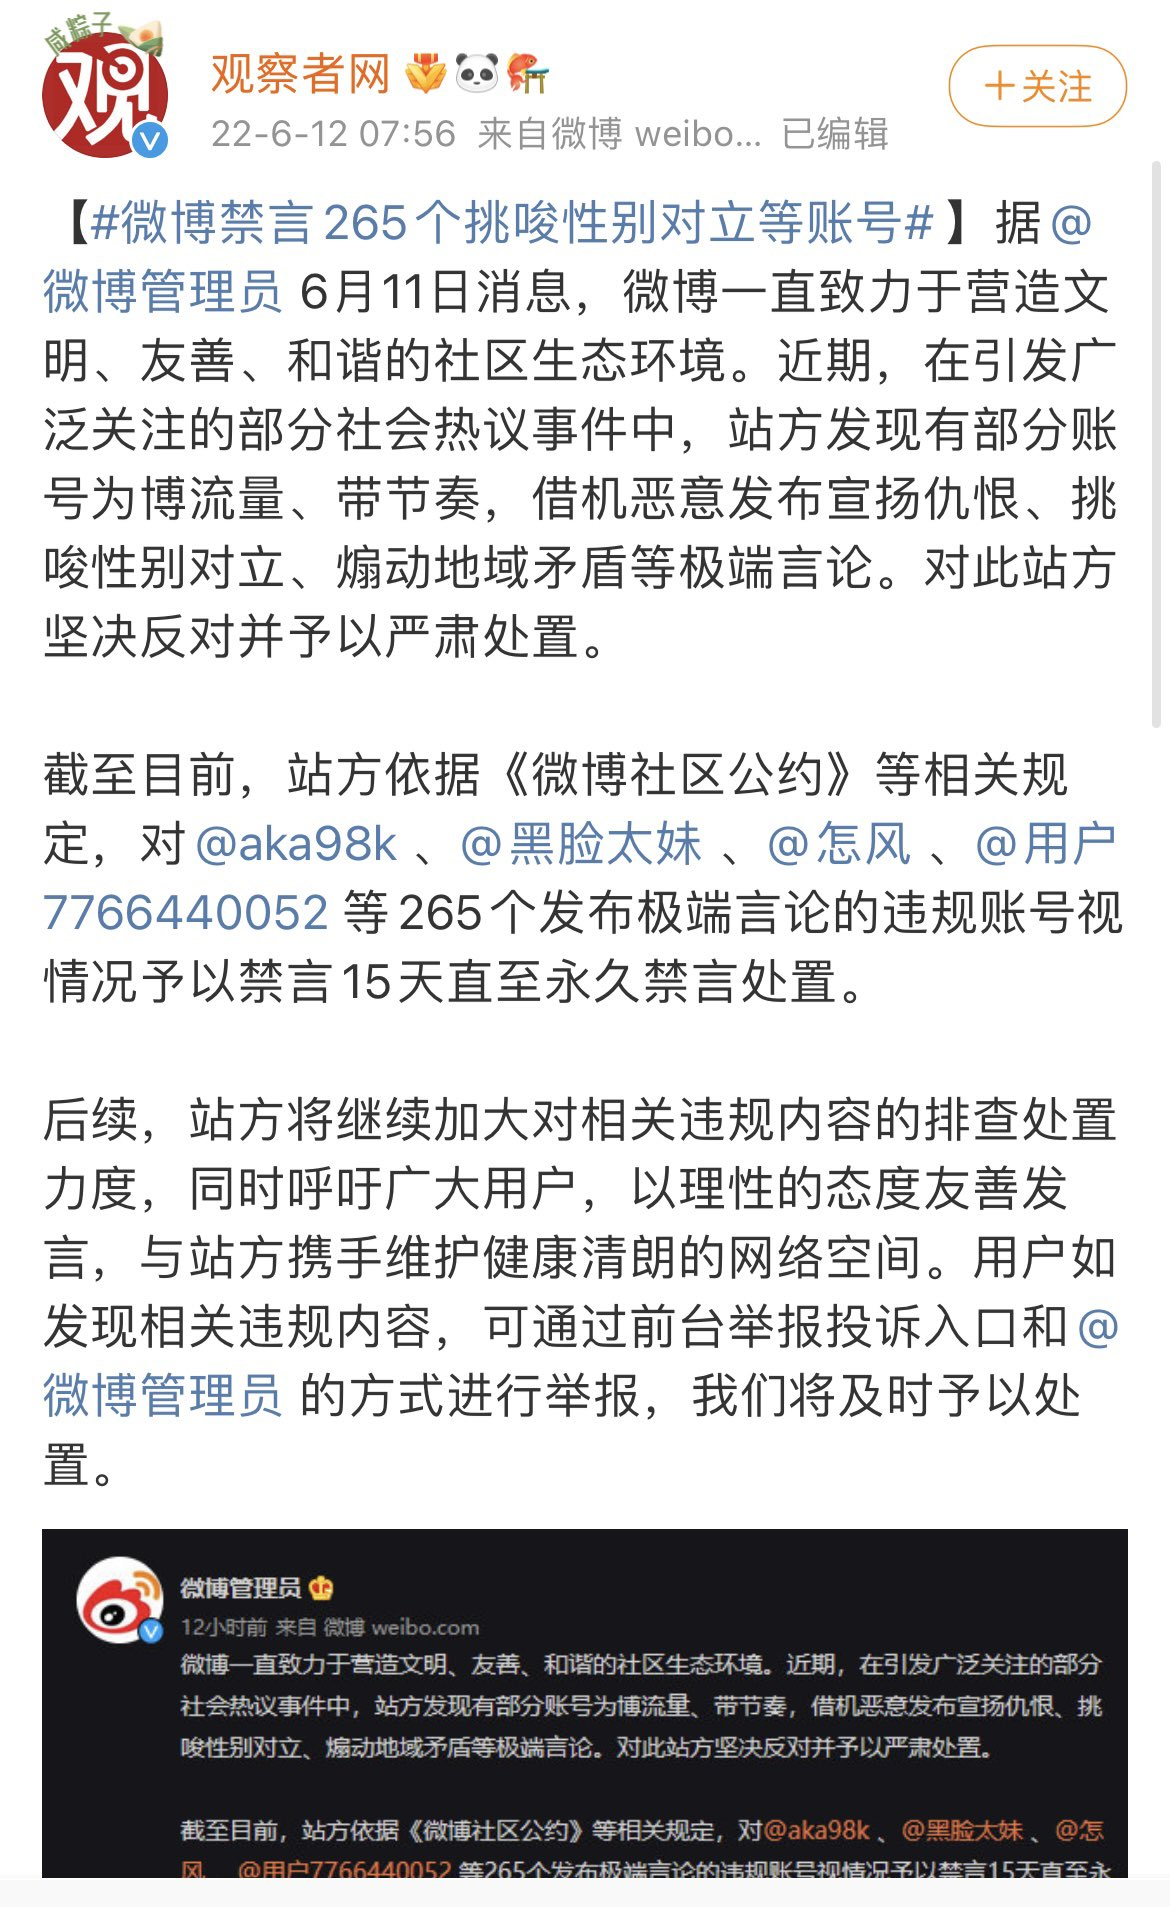 咸粽子
观
观察者网
22-6-12 07:56 来自微博 weibo... 已编辑
+关注
【#微博禁言265个挑唆性别对立等账号#】据@
微博管理员 6月11日消息，微博一直致力于营造文
明、友善、和谐的社区生态环境。近期，在引发广
泛关注的部分社会热议事件中，站方发现有部分账
号为博流量、带节奏，借机恶意发布宣扬仇恨、挑
唆性别对立、煽动地域矛盾等极端言论。对此站方
坚决反对并予以严肃处置。
截至目前，站方依据《微博社区公约》等相关规
定，对@aka98k 、@黑脸太妹 、@怎风 、@用户
7766440052 等265个发布极端言论的违规账号视
情况予以禁言15天直至永久禁言处置。
后续，站方将继续加大对相关违规内容的排查处置
力度，同时呼吁广大用户，以理性的态度友善发
言，与站方携手维护健康清朗的网络空间。用户如
发现相关违规内容，可通过前台举报投诉入口和@
微博管理员 的方式进行举报，我们将及时予以处
置。
微博管理员
12小时前 来自 微博 weibo.com
微博一直致力于营造文明、友善、和谐的社区生态环境。近期，在引发广泛关注的部分
社会热议事件中，站方发现有部分账号为博流量、带节奏，借机恶意发布宣扬仇恨、挑
唆性别对立、煽动地域矛盾等极端言论。对此站方坚决反对并予以严肃处置。
截至目前，站方依据《微博社区公约》等相关规定，对@aka98k 、@黑脸太妹 、@怎
风 、@用户7766440052 等265个发布极端言论的违规账号视情况予以禁言15天直至永